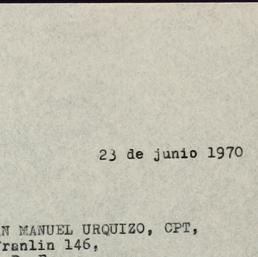 23 de junio 1970
N MANUEL URQUIZO, CPT,
ranlin 146,